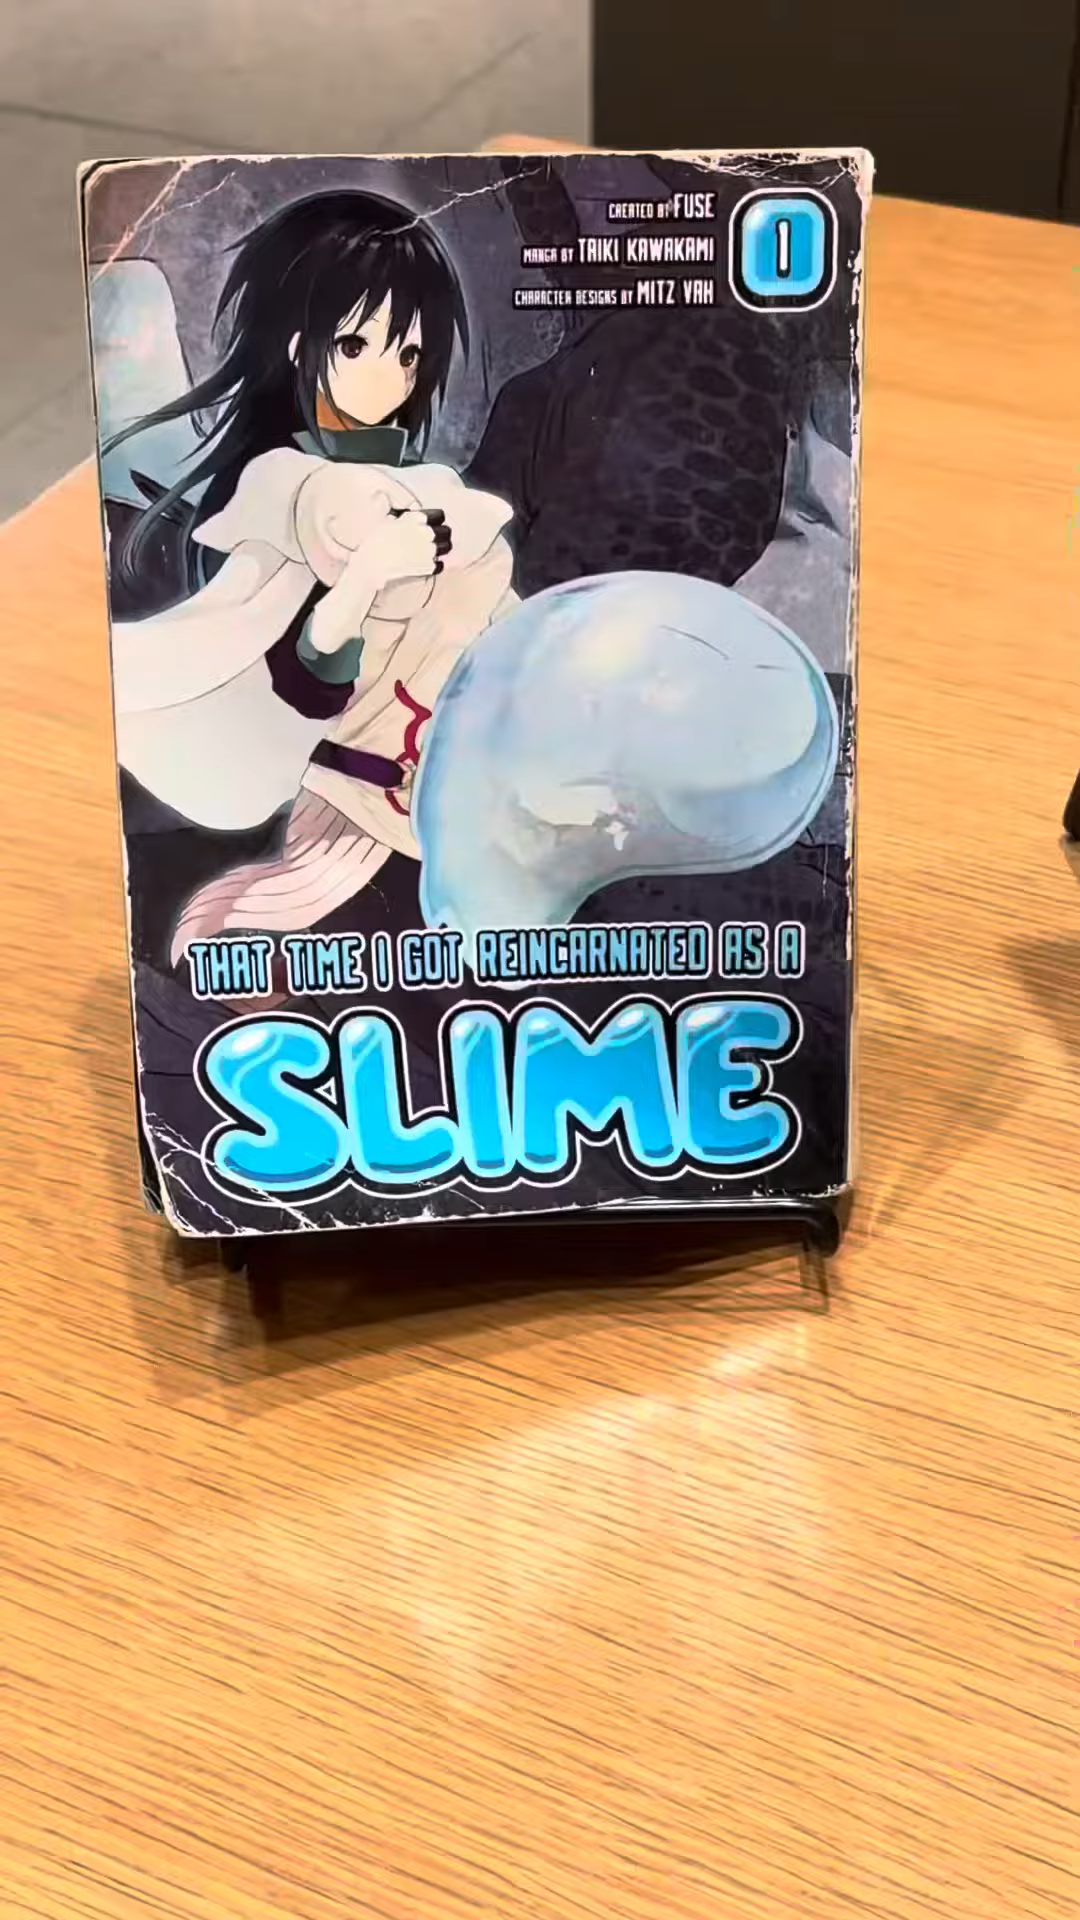 CREATED BY FUSE
MANGA BY TAIKI KAWAKAMI
CHARACTER DESIGNS BY MITZ VAH
1
THAT TIME I GOT REINCARNATED AS A
SLIME